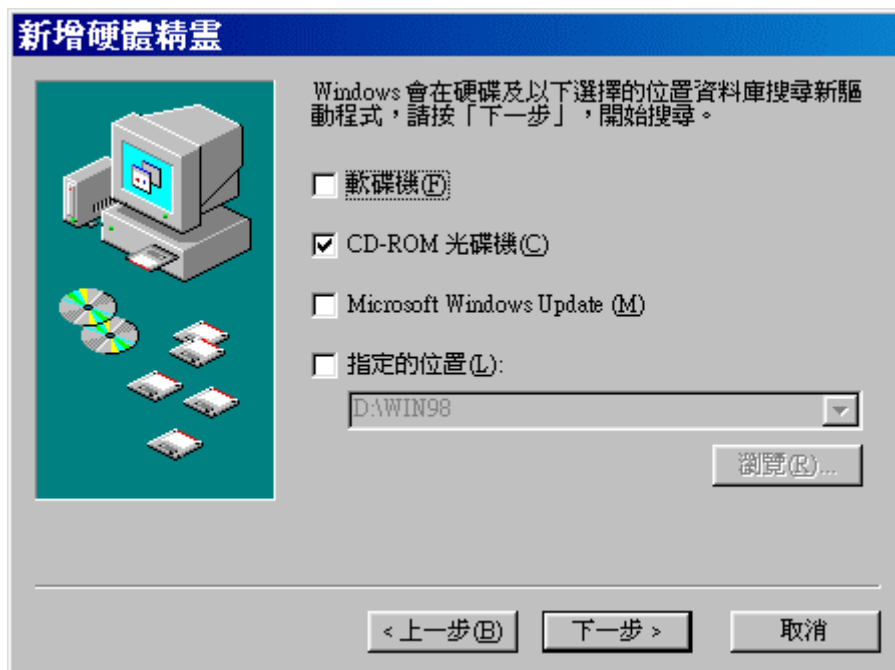 新增硬體精靈
Windows 會在硬碟及以下選擇的位置資料庫搜尋新驅
動程式，請按「下一步」，開始搜尋。
軟碟機(F)
CD-ROM 光碟機(C)
Microsoft Windows Update (M)
指定的位置(L):
D:\WIN98
瀏覽(R)...
<上一步(B)
下一步 >
取消